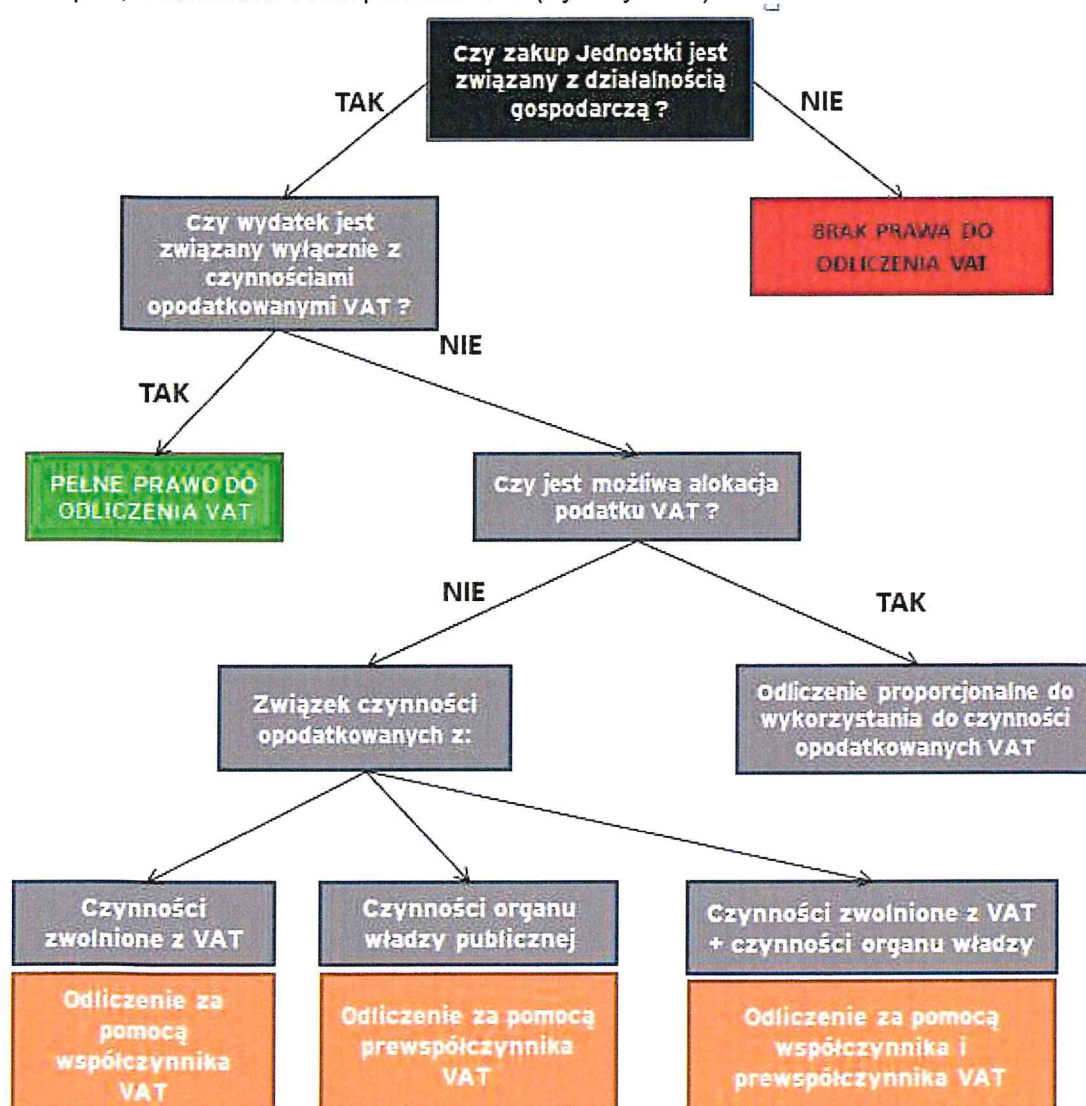 Czy zakup Jednostki jest
związany z działalnością
gospodarczą ?
TAK
NIE
Czy wydatek jest
związany wyłącznie z
czynnościami
opodatkowanymi VAT ?
BRAK PRAWA DO
ODLICZENIA VAT
NIE
TAK
PEŁNE PRAWO DO
ODLICZENIA VAT
Czy jest możliwa alokacja
podatku VAT ?
NIE
TAK
Związek czynności
opodatkowanych z:
Odliczenie proporcjonalne do
wykorzystania do czynności
opodatkowanych VAT
Czynności
zwolnione z VAT
Czynności organu
władzy publicznej
Czynności zwolnione z VAT
+ czynności organu władzy
Odliczenie za
pomocą
współczynnika
VAT
Odliczenie za pomocą
prewspółczynnika
VAT
Odliczenie za pomocą
współczynnika i
prewspółczynnika VAT